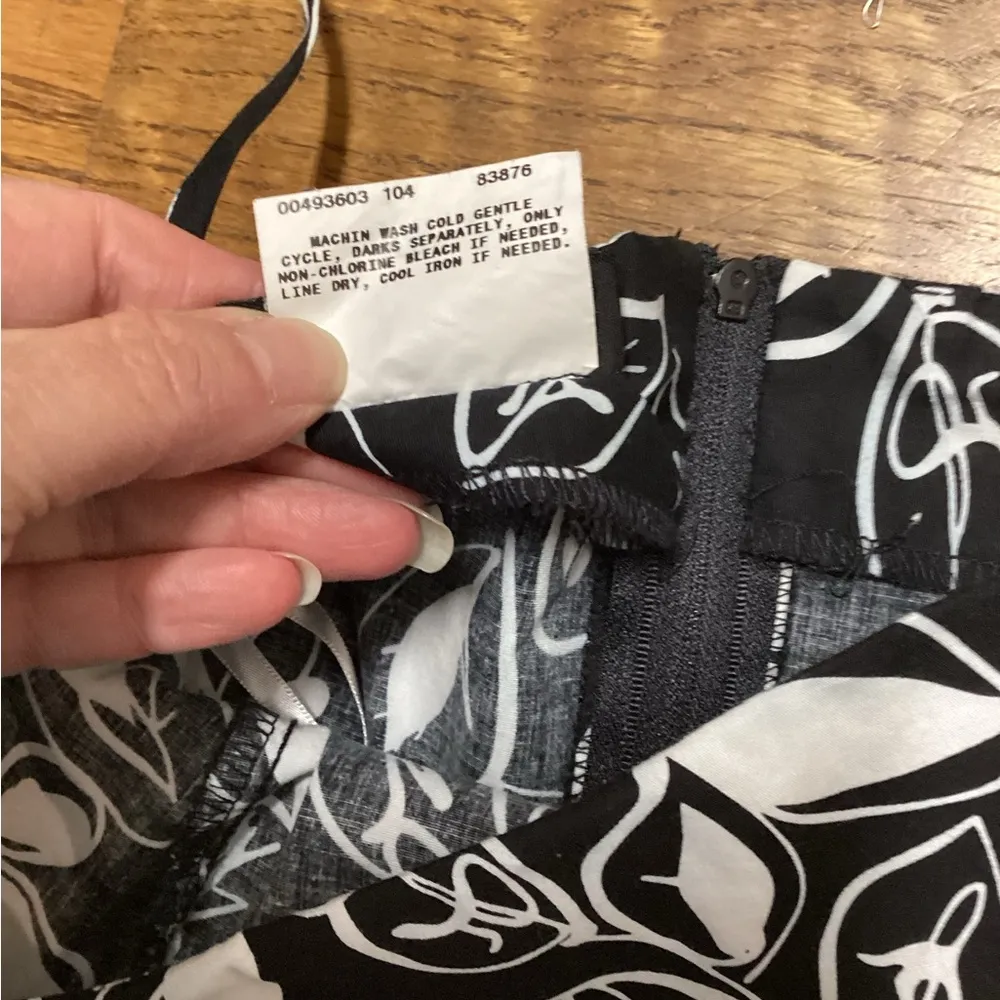 00493603 104 83876
MACHIN WASH COLD GENTLE
CYCLE, DARKS SEPARATELY, ONLY
NON-CHLORINE BLEACH IF NEEDED,
LINE DRY, COOL IRON IF NEEDED.